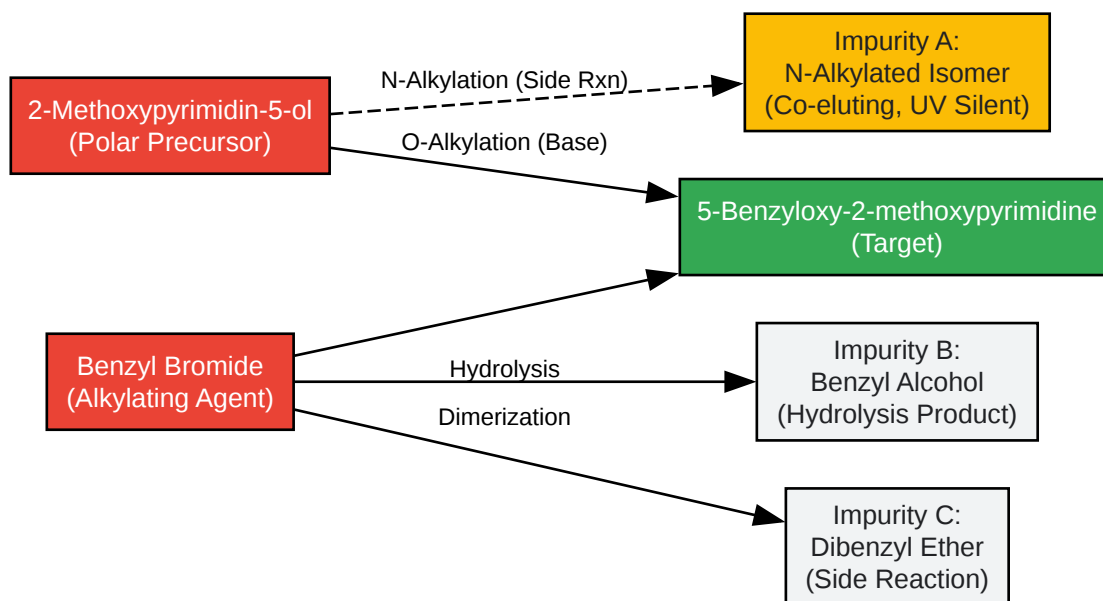 Impurity A:
N-Alkylated Isomer
(Co-eluting, UV Silent)
N-Alkylation (Side Rxn)
2-Methoxypyrimidin-5-ol
(Polar Precursor)
O-Alkylation (Base)
5-Benzyloxy-2-methoxypyrimidine
(Target)
Benzyl Bromide
(Alkylating Agent)
Hydrolysis
Impurity B:
Benzyl Alcohol
(Hydrolysis Product)
Dimerization
Impurity C:
Dibenzyl Ether
(Side Reaction)